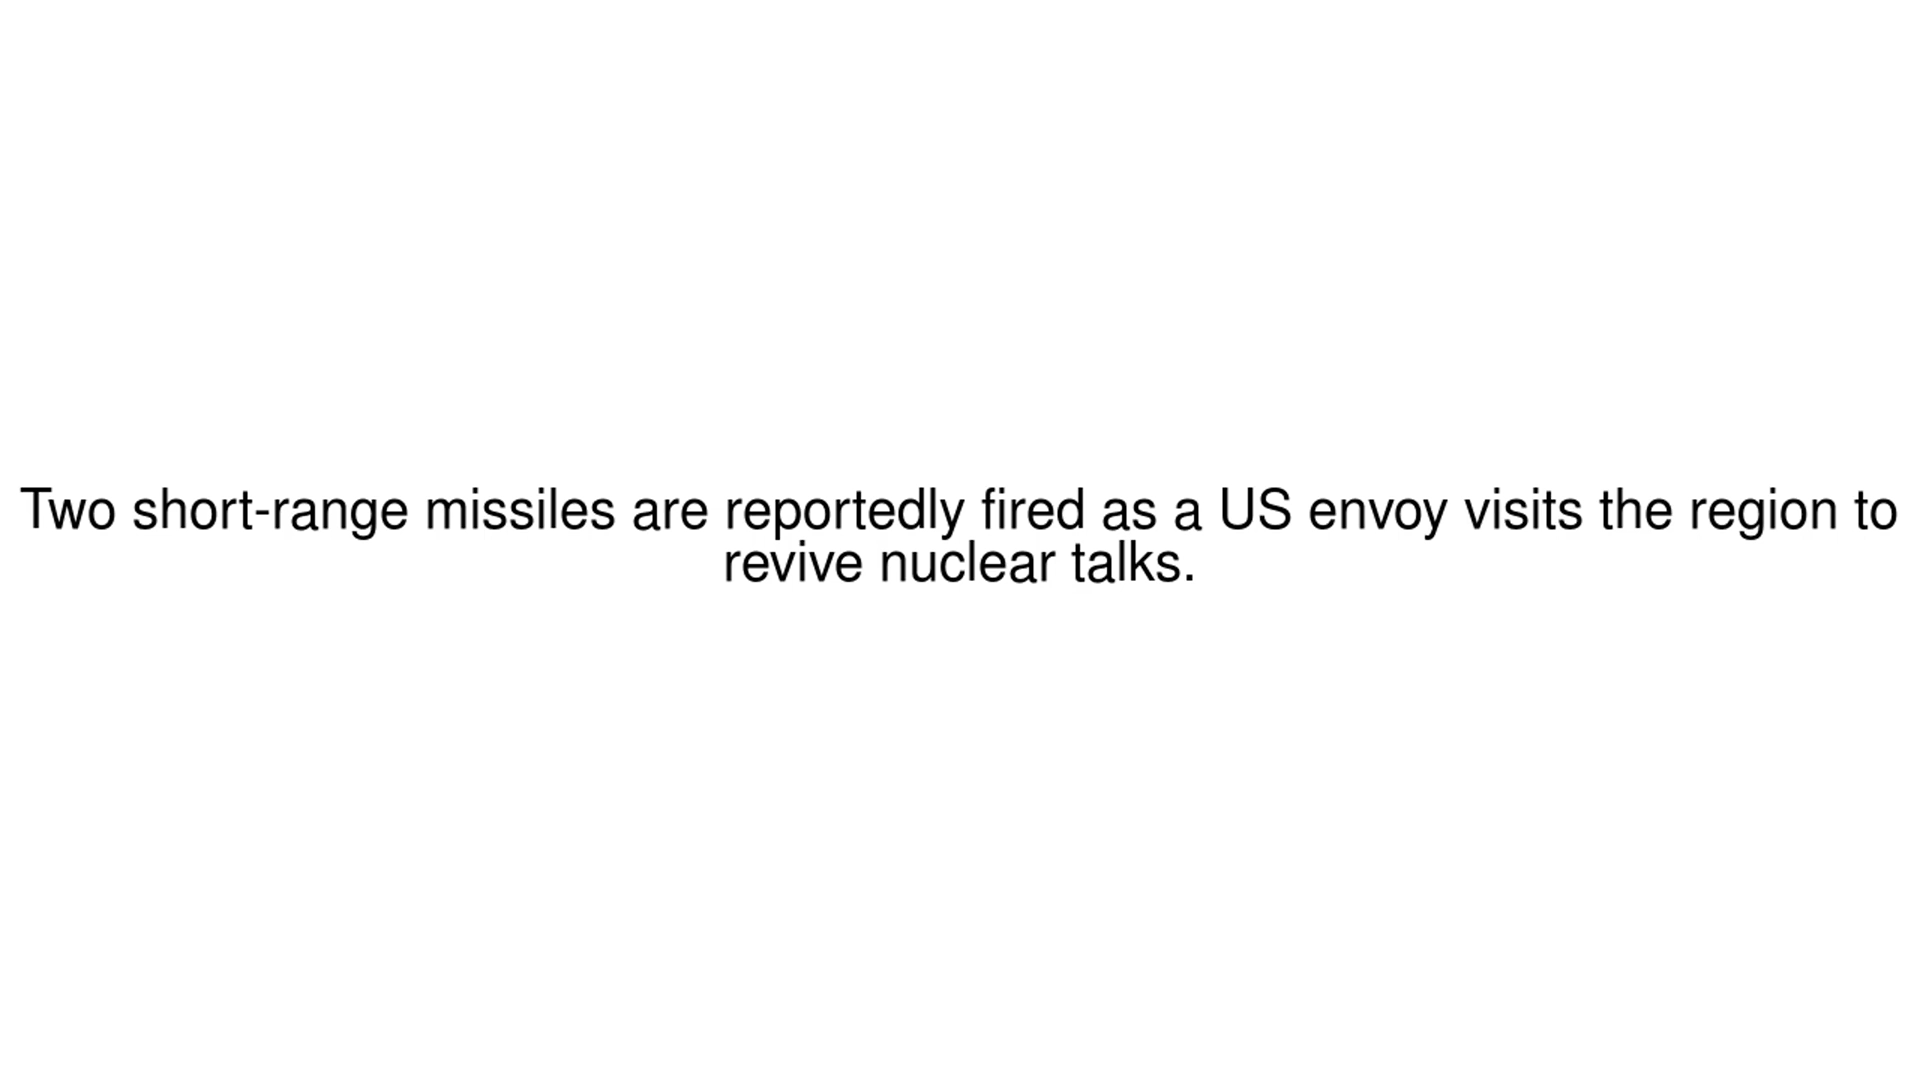 Two short-range missiles are reportedly fired as a US envoy visits the region to
revive nuclear talks.